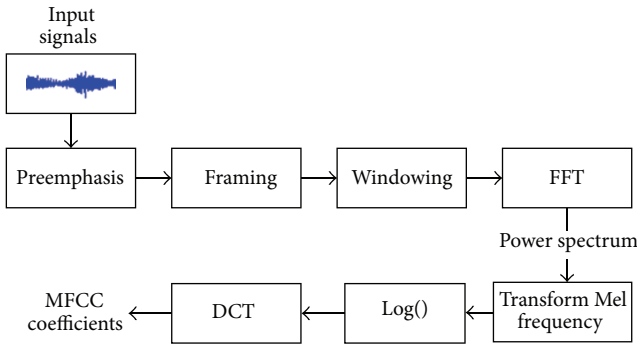 Input
signals
Preemphasis
Framing
Windowing
FFT
Power spectrum
Transform Mel
frequency
Log()
DCT
MFCC
coefficients